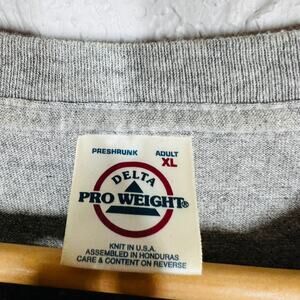 PRESHRUNK ADULT
XL
DELTA
PRO WEIGHT®
KNIT IN U.S.A.
ASSEMBLED IN HONDURAS
CARE & CONTENT ON REVERSE